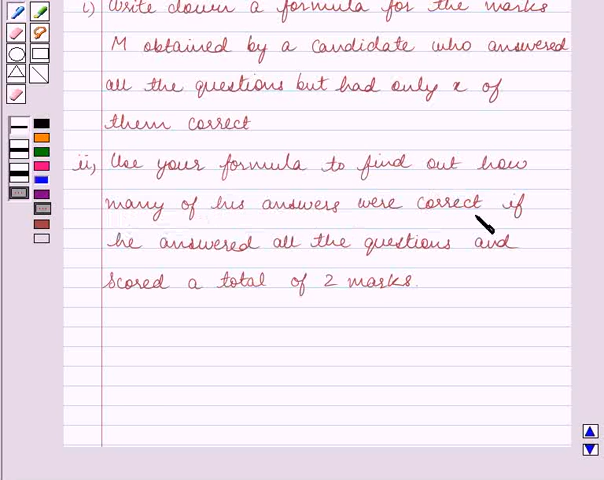 i) Write down a formula for the marks
M obtained by a candidate who answered
all the questions but had only x of
them correct
ii) Use your formula to find out how
many of his answers were correct if
he answered all the questions and
scored a total of 2 marks.